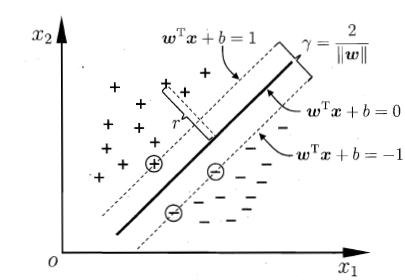 x₂
wᵀx + b = 1
γ = 2/‖w‖
r
wᵀx + b = 0
wᵀx + b = −1
O
x₁